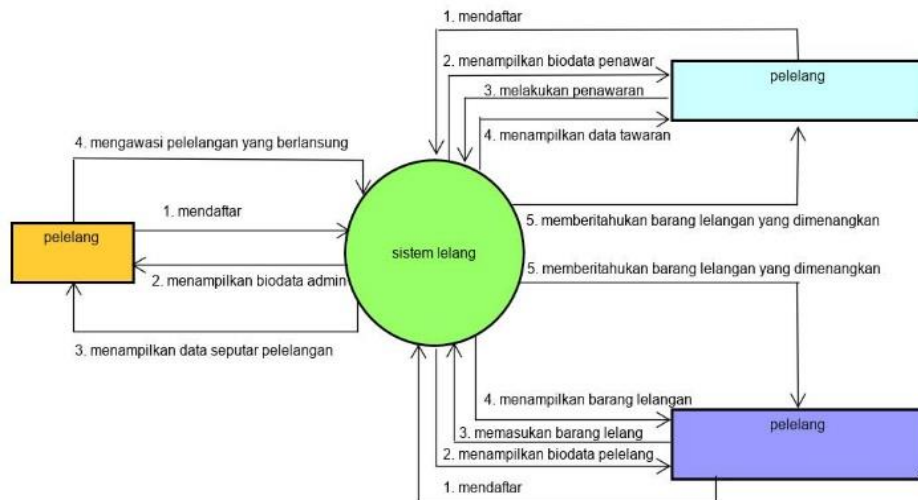 1. mendaftar
2. menampilkan biodata penawar
pelelang
3. melakukan penawaran
4. menampilkan data tawaran
4. mengawasi pelelangan yang berlansung
1. mendaftar
5. memberitahukan barang lelangan yang dimenangkan
pelelang
sistem lelang
5. memberitahukan barang lelangan yang dimenangkan
2. menampilkan biodata admin
3. menampilkan data seputar pelelangan
4. menampilkan barang lelangan
pelelang
3. memasukan barang lelang
2. menampilkan biodata pelelang
1. mendaftar